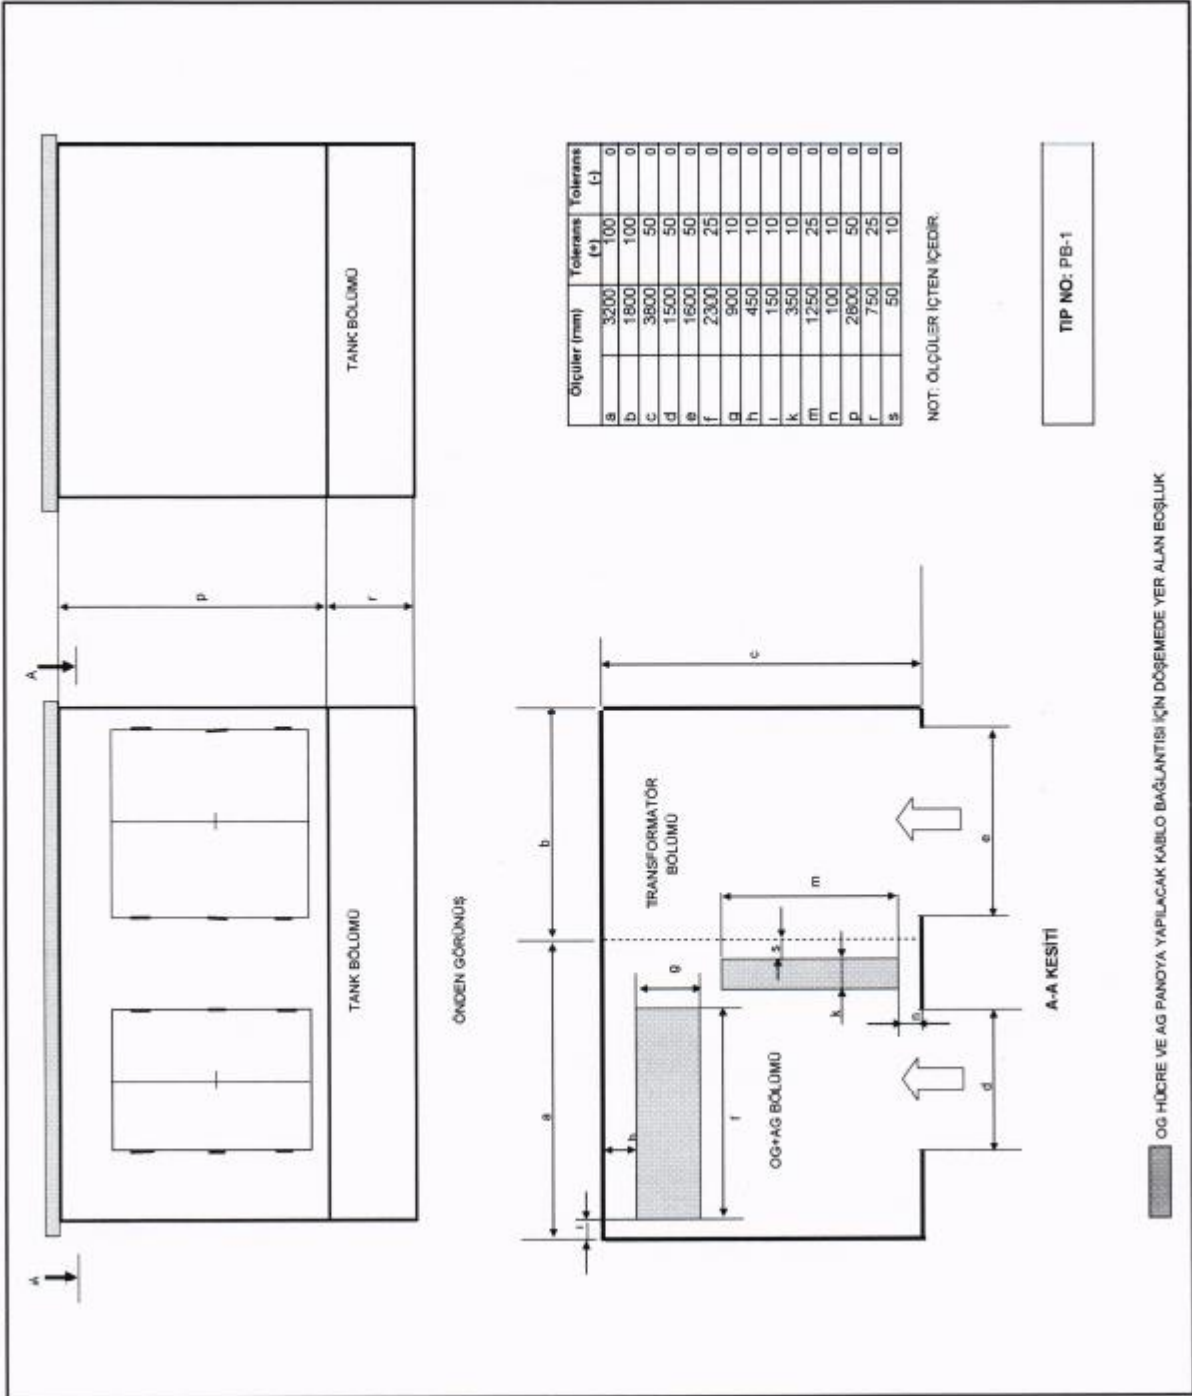 A
A
p
r
TANK BÖLÜMÜ
TANK BÖLÜMÜ
ÖNDEN GÖRÜNÜŞ
a
b
c
ı
h
g
f
s
k
m
n
d
e
TRANSFORMATÖR
BÖLÜMÜ
OG+AG BÖLÜMÜ
A-A KESİTİ
Ölçüler (mm) Tolerans (+) Tolerans (-)
a 3200 100 0
b 1800 100 0
c 3800 50 0
d 1500 50 0
e 1600 50 0
f 2300 25 0
g 900 10 0
h 450 10 0
ı 150 10 0
k 350 10 0
m 1250 25 0
n 100 10 0
p 2800 50 0
r 750 25 0
s 50 10 0
NOT: ÖLÇÜLER İÇTEN İÇEDİR.
TIP NO: PB-1
OG HÜCRE VE AG PANOYA YAPILACAK KABLO BAĞLANTISI İÇİN DÖŞEMEDE YER ALAN BOŞLUK